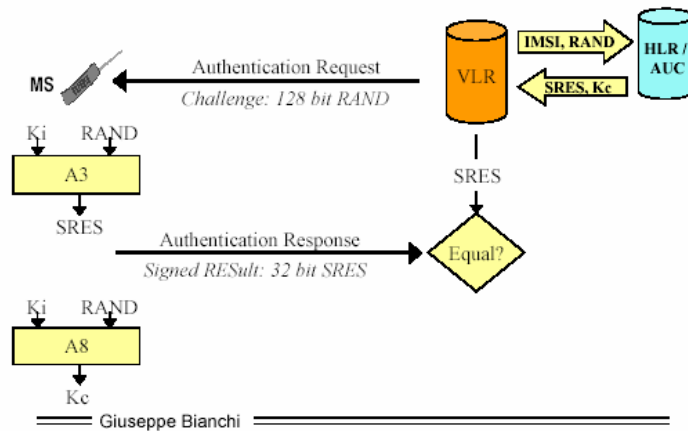 IMSI, RAND
HLR /
AUC
Authentication Request
MS
VLR
Challenge: 128 bit RAND
SRES, Kc
Ki
RAND
A3
SRES
SRES
Authentication Response
Equal?
Signed RESult: 32 bit SRES
Ki
RAND
A8
Kc
Giuseppe Bianchi